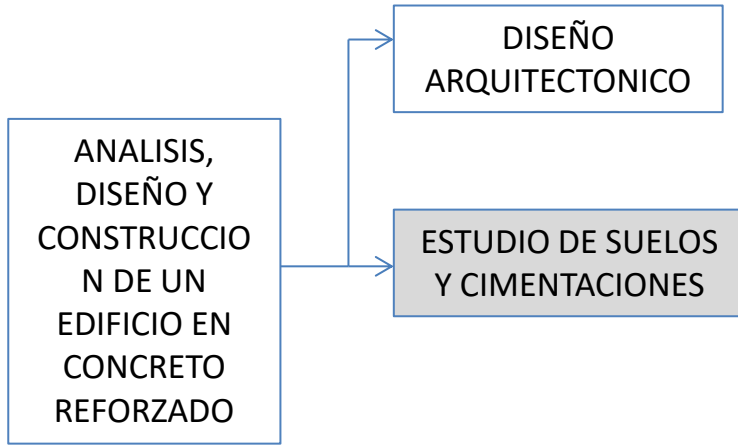 DISEÑO
ARQUITECTONICO
ANALISIS,
DISEÑO Y
CONSTRUCCIO
N DE UN
EDIFICIO EN
CONCRETO
REFORZADO
ESTUDIO DE SUELOS
Y CIMENTACIONES